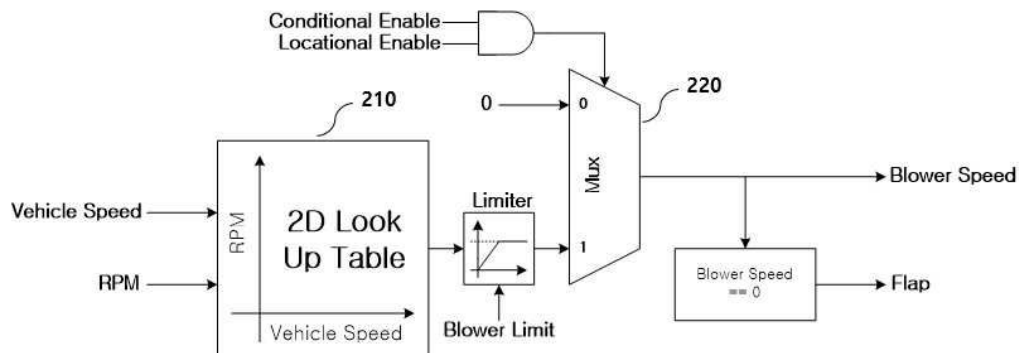 Conditional Enable
Locational Enable
210
220
0
0
Mux
1
Vehicle Speed
RPM
RPM
2D Look
Up Table
Vehicle Speed
Limiter
Blower Limit
Blower Speed
Blower Speed
== 0
Flap